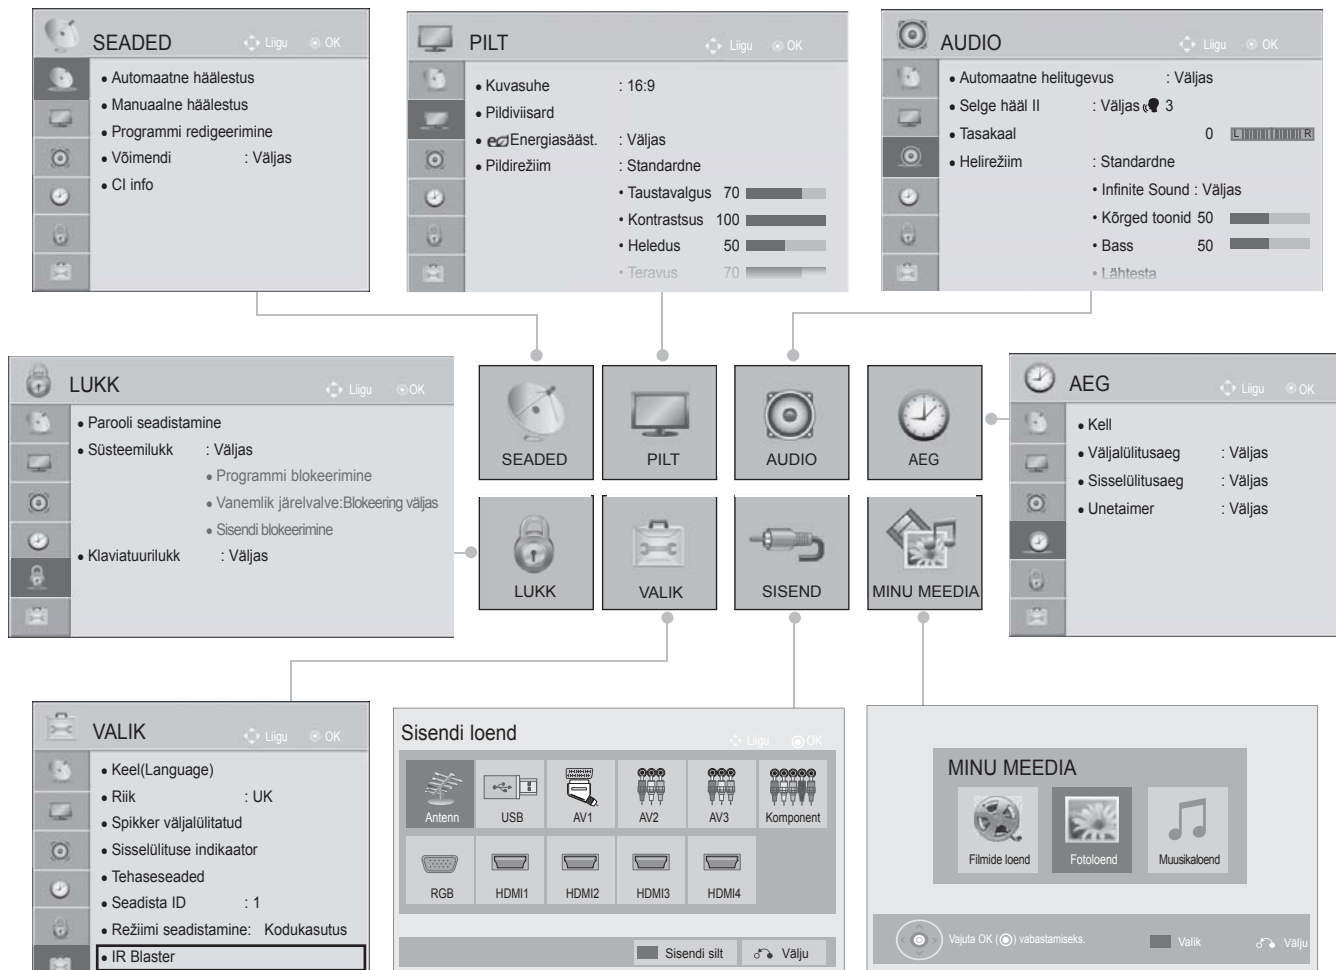 SEADED
Liigu
OK
• Automaatne häälestus
• Manuaalne häälestus
• Programmi redigeerimine
• Võimendi : Väljas
• CI info
PILT
Liigu
OK
• Kuvasuhe : 16:9
• Pildiviisard
• Energiasääst. : Väljas
• Pildirežiim : Standardne
• Taustavalgus 70
• Kontrastsus 100
• Heledus 50
• Teravus 70
AUDIO
Liigu
OK
• Automaatne helitugevus : Väljas
• Selge hääl II : Väljas 3
• Tasakaal 0 L R
• Helirežiim : Standardne
• Infinite Sound : Väljas
• Kõrged toonid 50
• Bass 50
• Lähtesta
LUKK
Liigu
OK
• Parooli seadistamine
• Süsteemilukk : Väljas
• Programmi blokeerimine
• Vanemlik järelvalve:Blokeering väljas
• Sisendi blokeerimine
• Klaviatuurilukk : Väljas
SEADED
PILT
AUDIO
AEG
LUKK
VALIK
SISEND
MINU MEEDIA
AEG
Liigu
OK
• Kell
• Väljalülitusaeg : Väljas
• Sisselülitusaeg : Väljas
• Unetaimer : Väljas
VALIK
Liigu
OK
• Keel(Language)
• Riik : UK
• Spikker väljalülitatud
• Sisselülituse indikaator
• Tehaseseaded
• Seadista ID : 1
• Režiimi seadistamine: Kodukasutus
• IR Blaster
Sisendi loend
Liigu
OK
Antenn
USB
AV1
AV2
AV3
Komponent
RGB
HDMI1
HDMI2
HDMI3
HDMI4
Sisendi silt
Välju
MINU MEEDIA
Filmide loend
Fotoloend
Muusikaloend
Vajuta OK (◉) vabastamiseks.
Valik
Välju